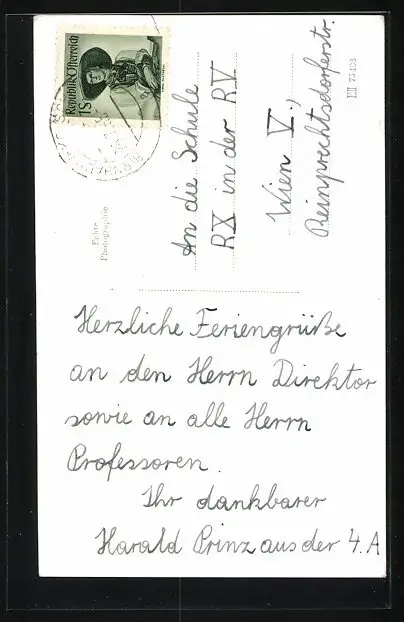 Republik Österreich
1S
An die Schule
RX in der RV
Wien V.,
Reinprechtsdorferstr.
Echte
Photographie
Herzliche Feriengrüße
an den Herrn Direktor
sowie an alle Herrn
Professoren.
Ihr dankbarer
Harald Prinz aus der 4.A